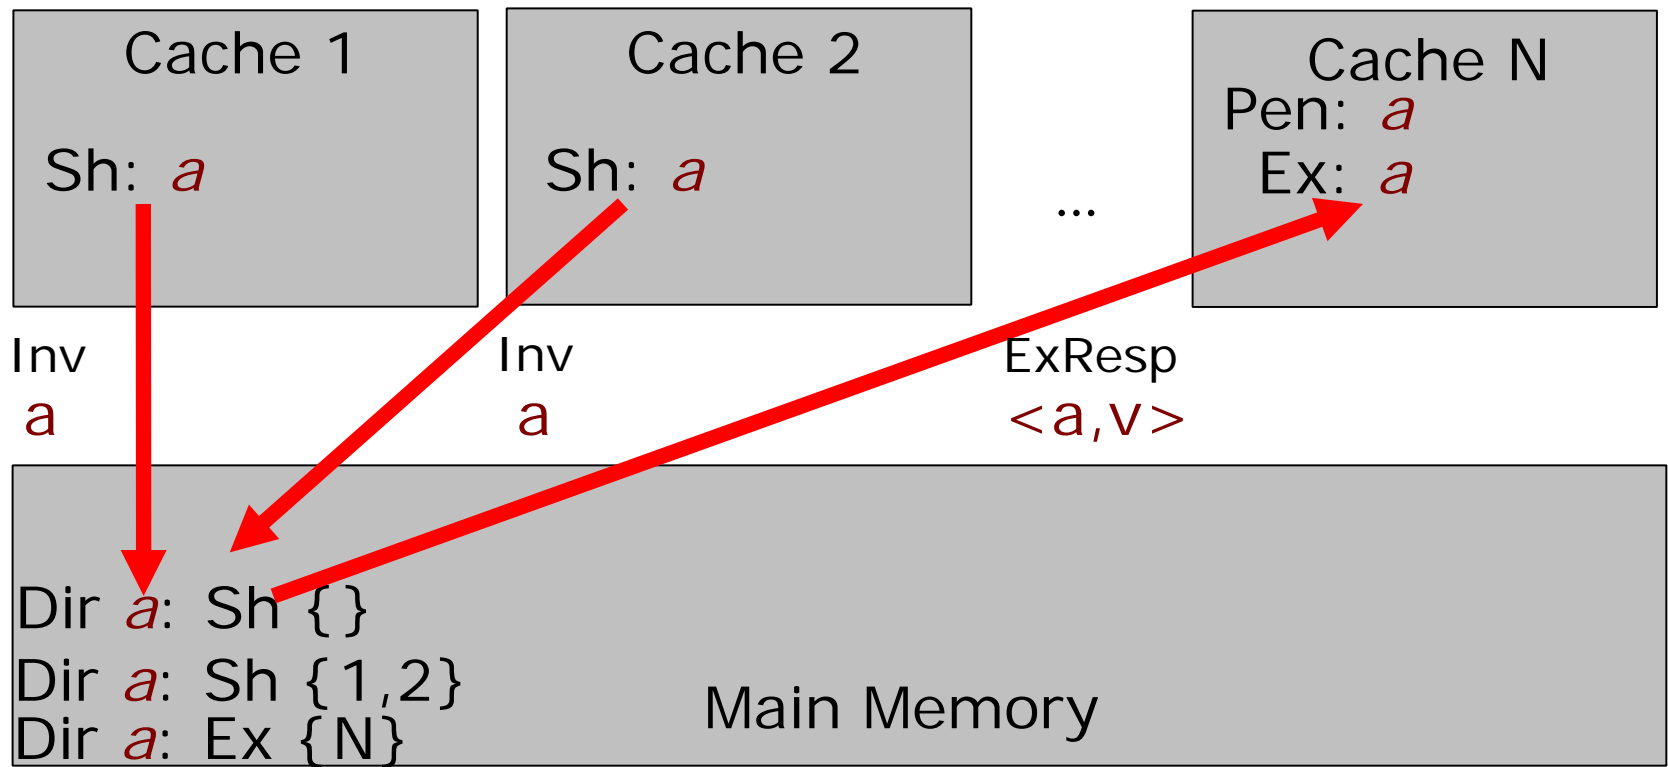 Cache 1
Sh: a
Cache 2
Sh: a
...
Cache N
Pen: a
Ex: a
Inv
a
Inv
a
ExResp
<a,v>
Dir a: Sh {}
Dir a: Sh {1,2}
Dir a: Ex {N}
Main Memory